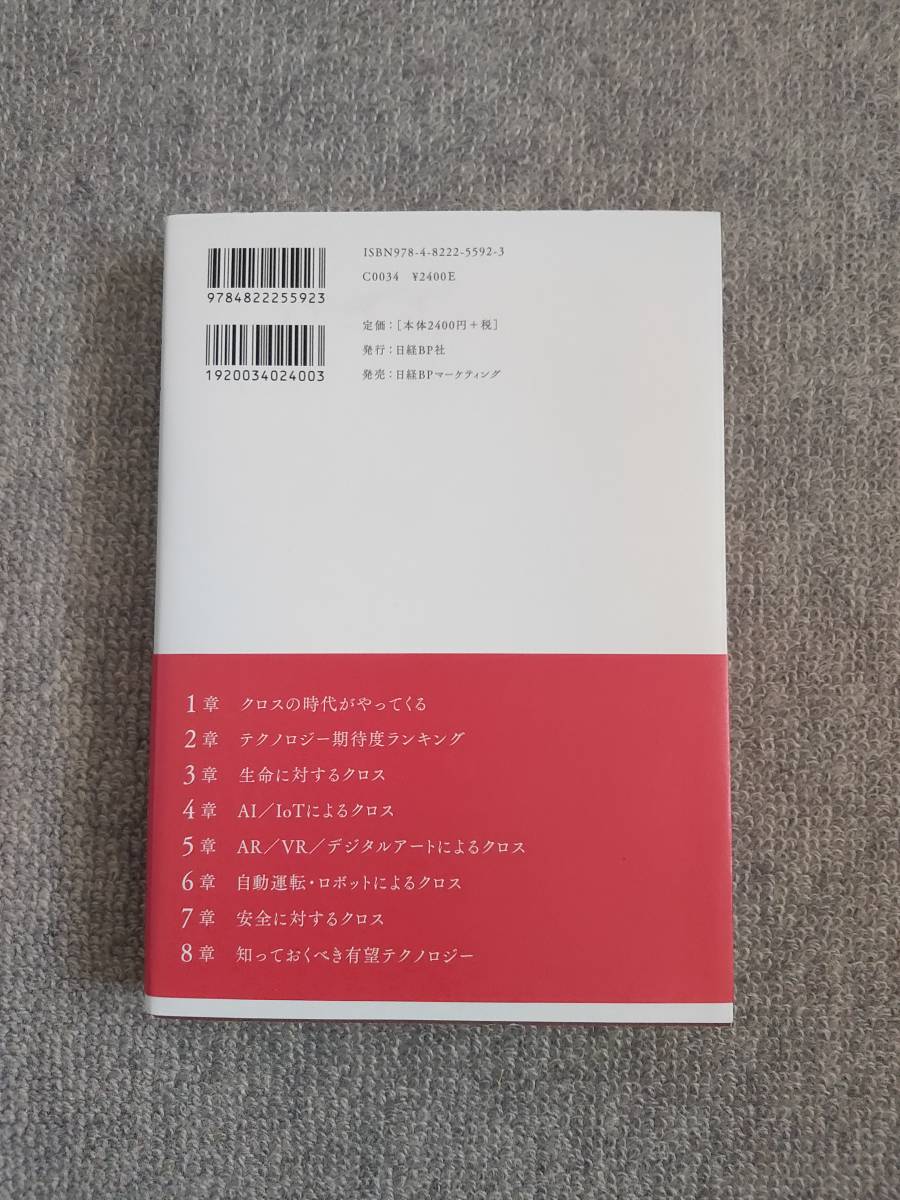 ISBN978-4-8222-5592-3
C0034 ¥2400E
9784822255923
定価：[本体2400円＋税]
発行：日経BP社
1920034024003
発売：日経BPマーケティング
1章 クロスの時代がやってくる
2章 テクノロジー期待度ランキング
3章 生命に対するクロス
4章 AI／IoTによるクロス
5章 AR／VR／デジタルアートによるクロス
6章 自動運転・ロボットによるクロス
7章 安全に対するクロス
8章 知っておくべき有望テクノロジー